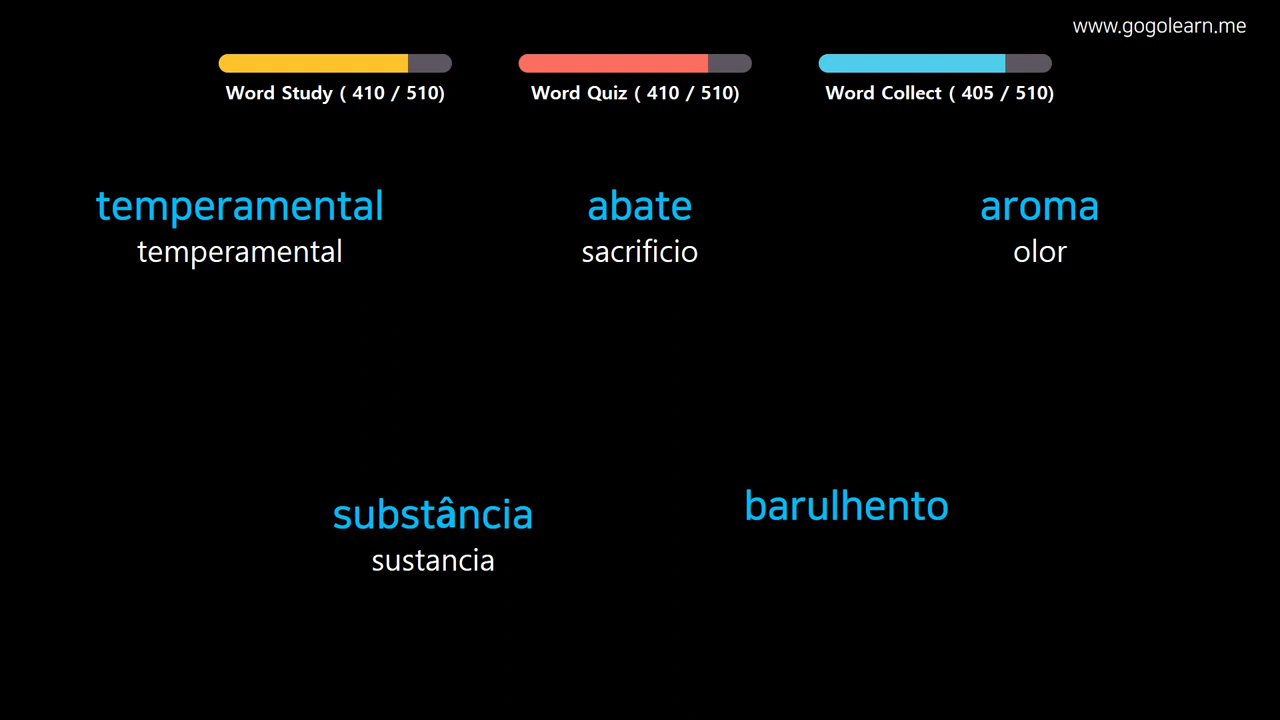 www.gogolearn.me
Word Study ( 410 / 510)
Word Quiz ( 410 / 510)
Word Collect ( 405 / 510)
temperamental
temperamental
abate
sacrificio
aroma
olor
substância
sustancia
barulhento